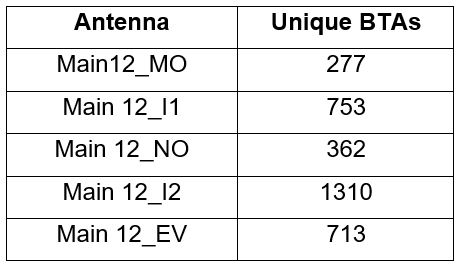 Antenna Unique BTAs
Main12_MO 277
Main 12_I1 753
Main 12_NO 362
Main 12_I2 1310
Main 12_EV 713